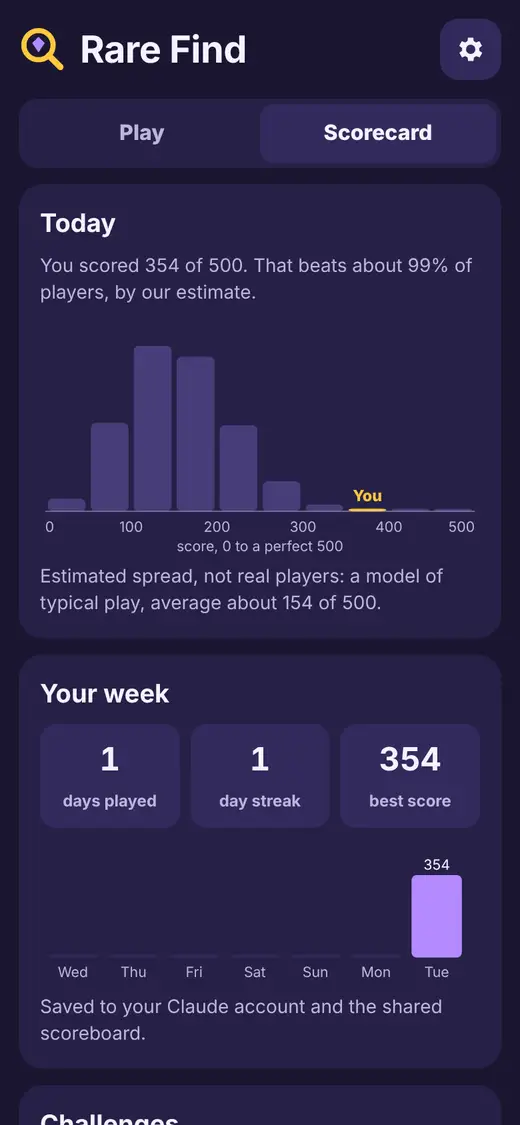 Rare Find
Play
Scorecard
Today
You scored 354 of 500. That beats about 99% of
players, by our estimate.
You
0 100 200 300 400 500
score, 0 to a perfect 500
Estimated spread, not real players: a model of
typical play, average about 154 of 500.
Your week
1
days played
1
day streak
354
best score
354
Wed Thu Fri Sat Sun Mon Tue
Saved to your Claude account and the shared
scoreboard.
Challenges